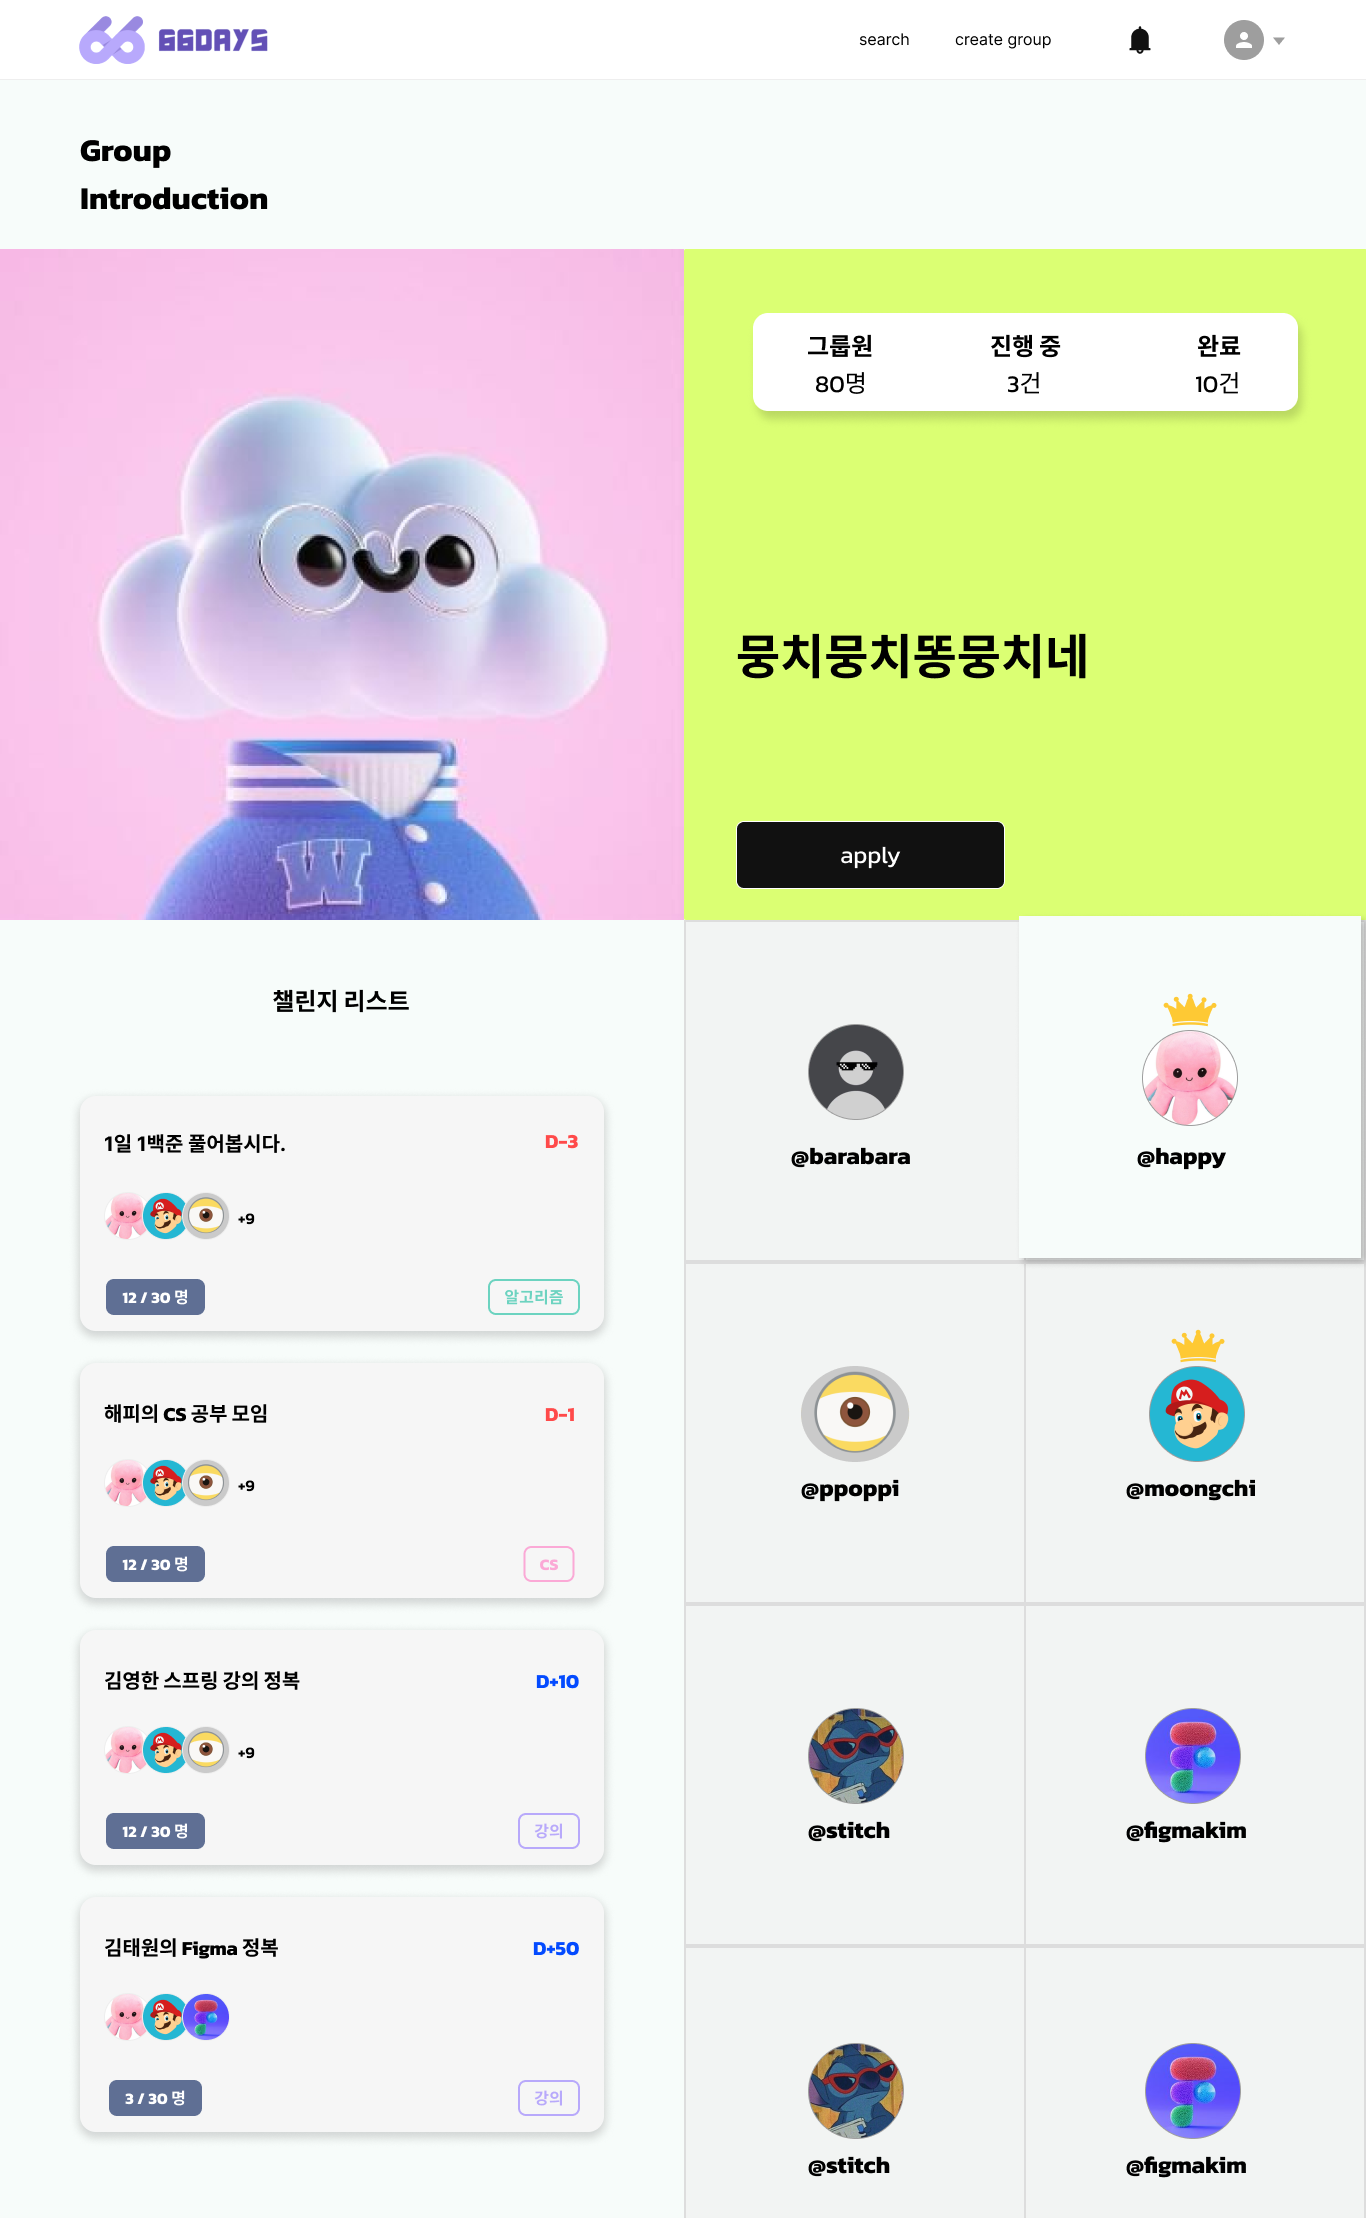 66DAYS
search
create group
Group
Introduction
그룹원
진행 중
완료
80명
3건
10건
뭉치뭉치똥뭉치네
apply
W
챌린지 리스트
1일 1백준 풀어봅시다.
D-3
+9
12 / 30 명
알고리즘
해피의 CS 공부 모임
D-1
+9
12 / 30 명
CS
김영한 스프링 강의 정복
D+10
+9
12 / 30 명
강의
김태원의 Figma 정복
D+50
3 / 30 명
강의
@barabara
@happy
@ppoppi
M
@moongchi
@stitch
@figmakim
@stitch
@figmakim